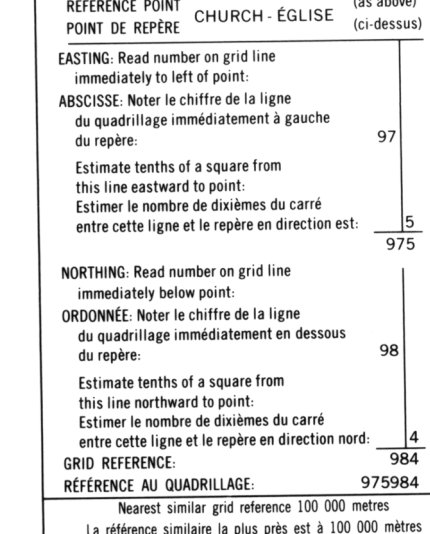 REFERENCE POINT
POINT DE REPÈRE
CHURCH - ÉGLISE
(as above)
(ci-dessus)
EASTING: Read number on grid line
immediately to left of point:
ABSCISSE: Noter le chiffre de la ligne
du quadrillage immédiatement à gauche
du repère: 97
Estimate tenths of a square from
this line eastward to point:
Estimer le nombre de dixièmes du carré
entre cette ligne et le repère en direction est: 5
975
NORTHING: Read number on grid line
immediately below point:
ORDONNÉE: Noter le chiffre de la ligne
du quadrillage immédiatement en dessous
du repère: 98
Estimate tenths of a square from
this line northward to point:
Estimer le nombre de dixièmes du carré
entre cette ligne et le repère en direction nord: 4
GRID REFERENCE: 984
RÉFÉRENCE AU QUADRILLAGE: 975984
Nearest similar grid reference 100 000 metres
La référence similaire la plus près est à 100 000 mètres